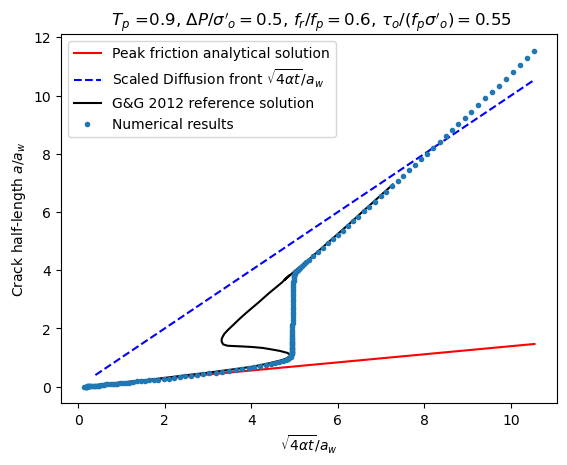 T_p =0.9, ΔP/σ'_o = 0.5, f_r/f_p = 0.6, τ_o/(f_pσ'_o) = 0.55
Peak friction analytical solution
Scaled Diffusion front √4αt/a_w
G&G 2012 reference solution
Numerical results
Crack half-length a/a_w
12
10
8
6
4
2
0
0 2 4 6 8 10
√4αt/a_w